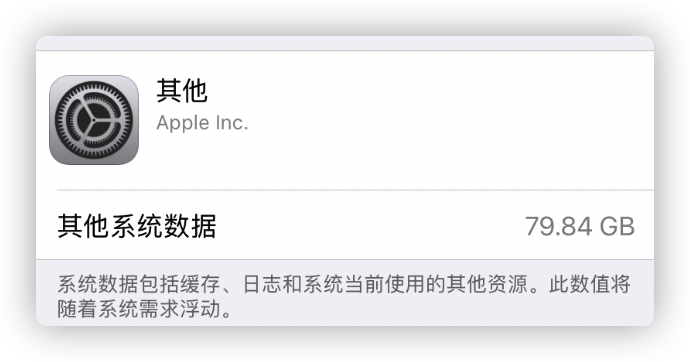 其他
Apple Inc.
其他系统数据
79.84 GB
系统数据包括缓存、日志和系统当前使用的其他资源。此数值将
随着系统需求浮动。